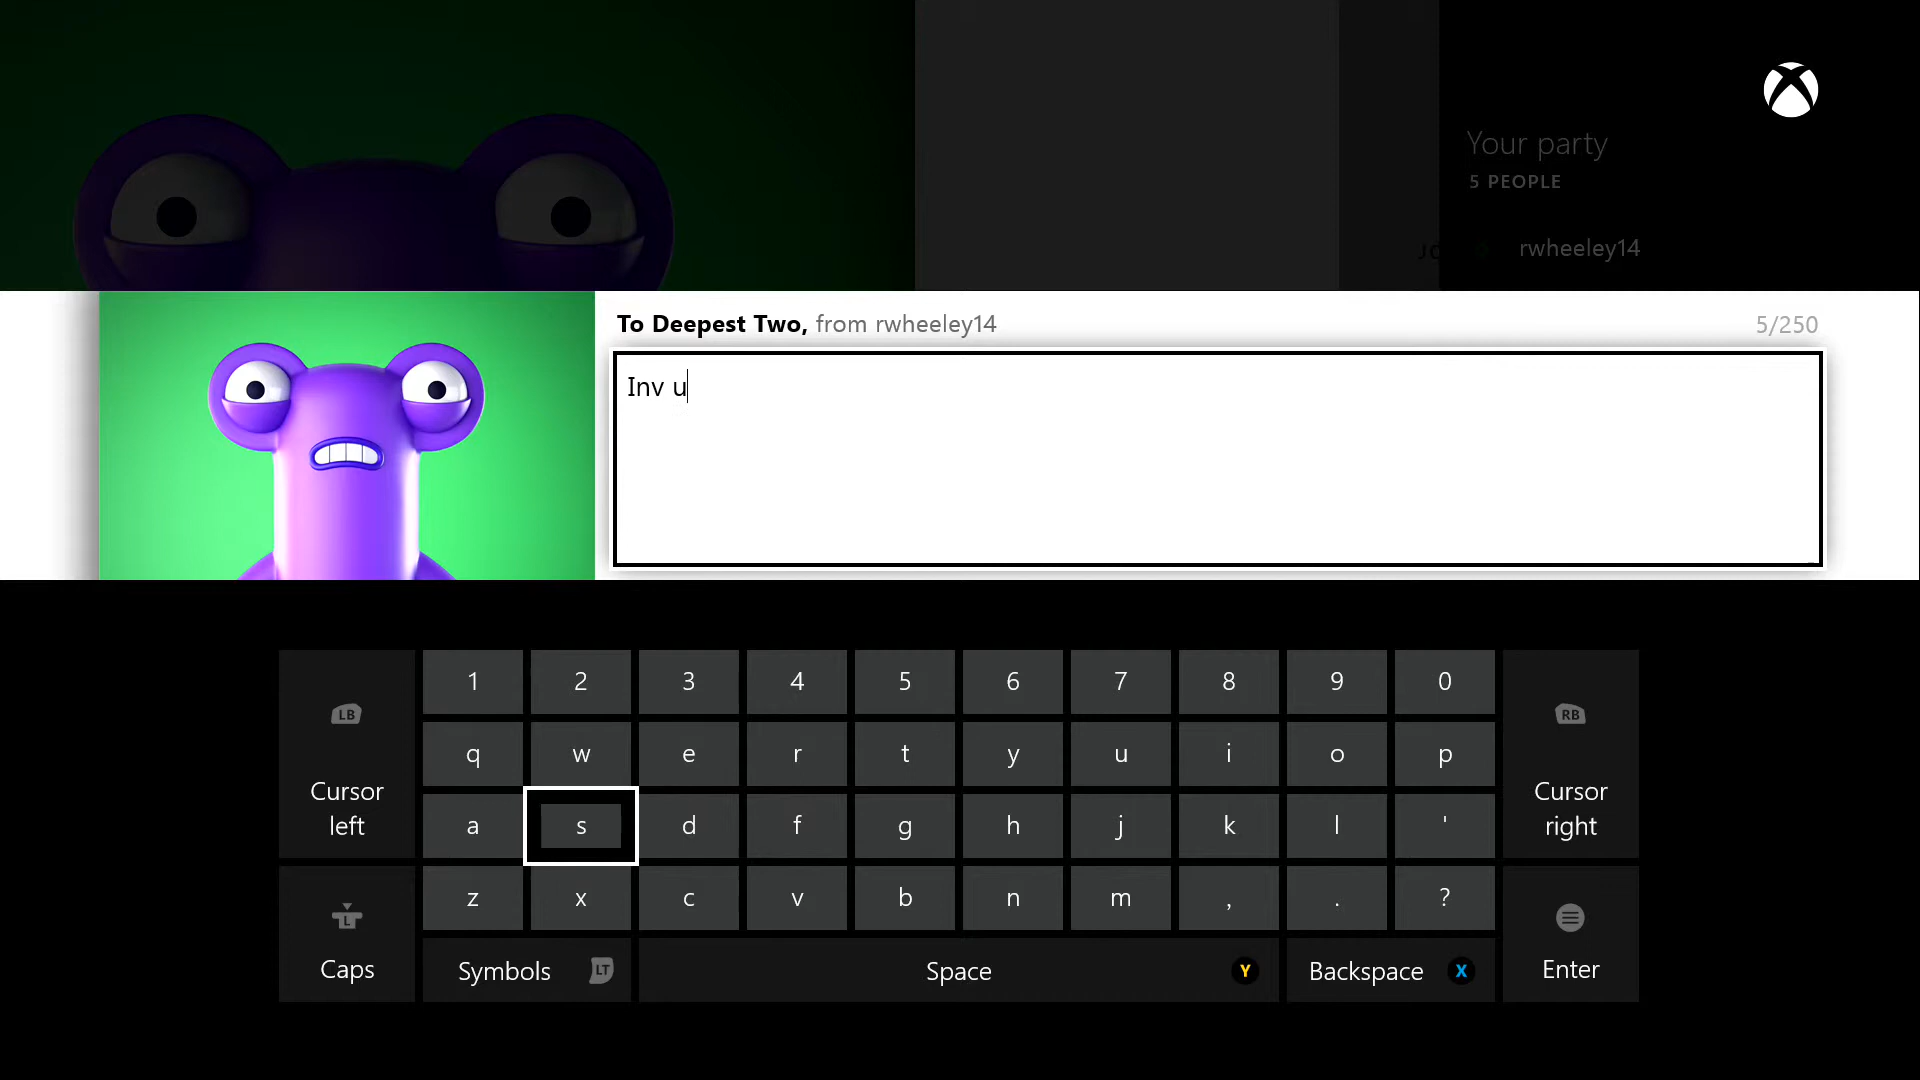 Your party
5 PEOPLE
rwheeley14
To Deepest Two, from rwheeley14
5/250
Inv u
1 2 3 4 5 6 7 8 9 0
LB
RB
q w e r t y u i o p
Cursor left
Cursor right
a s d f g h j k l '
z x c v b n m , . ?
L
Caps
Symbols LT
Space Y
Backspace X
Enter